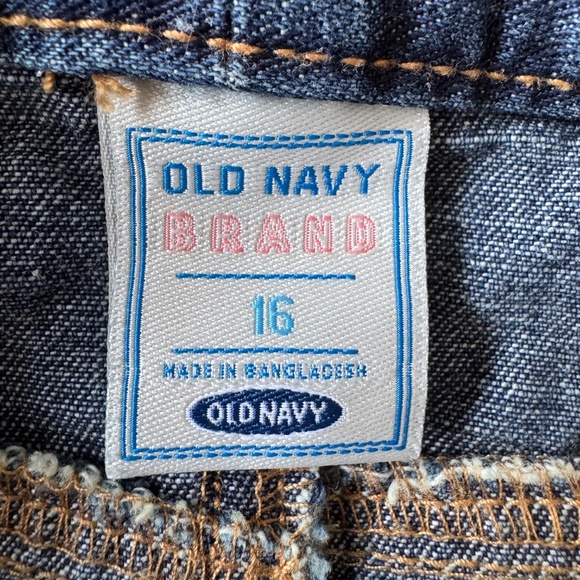 OLD NAVY
BRAND
16
MADE IN BANGLADESH
OLD NAVY